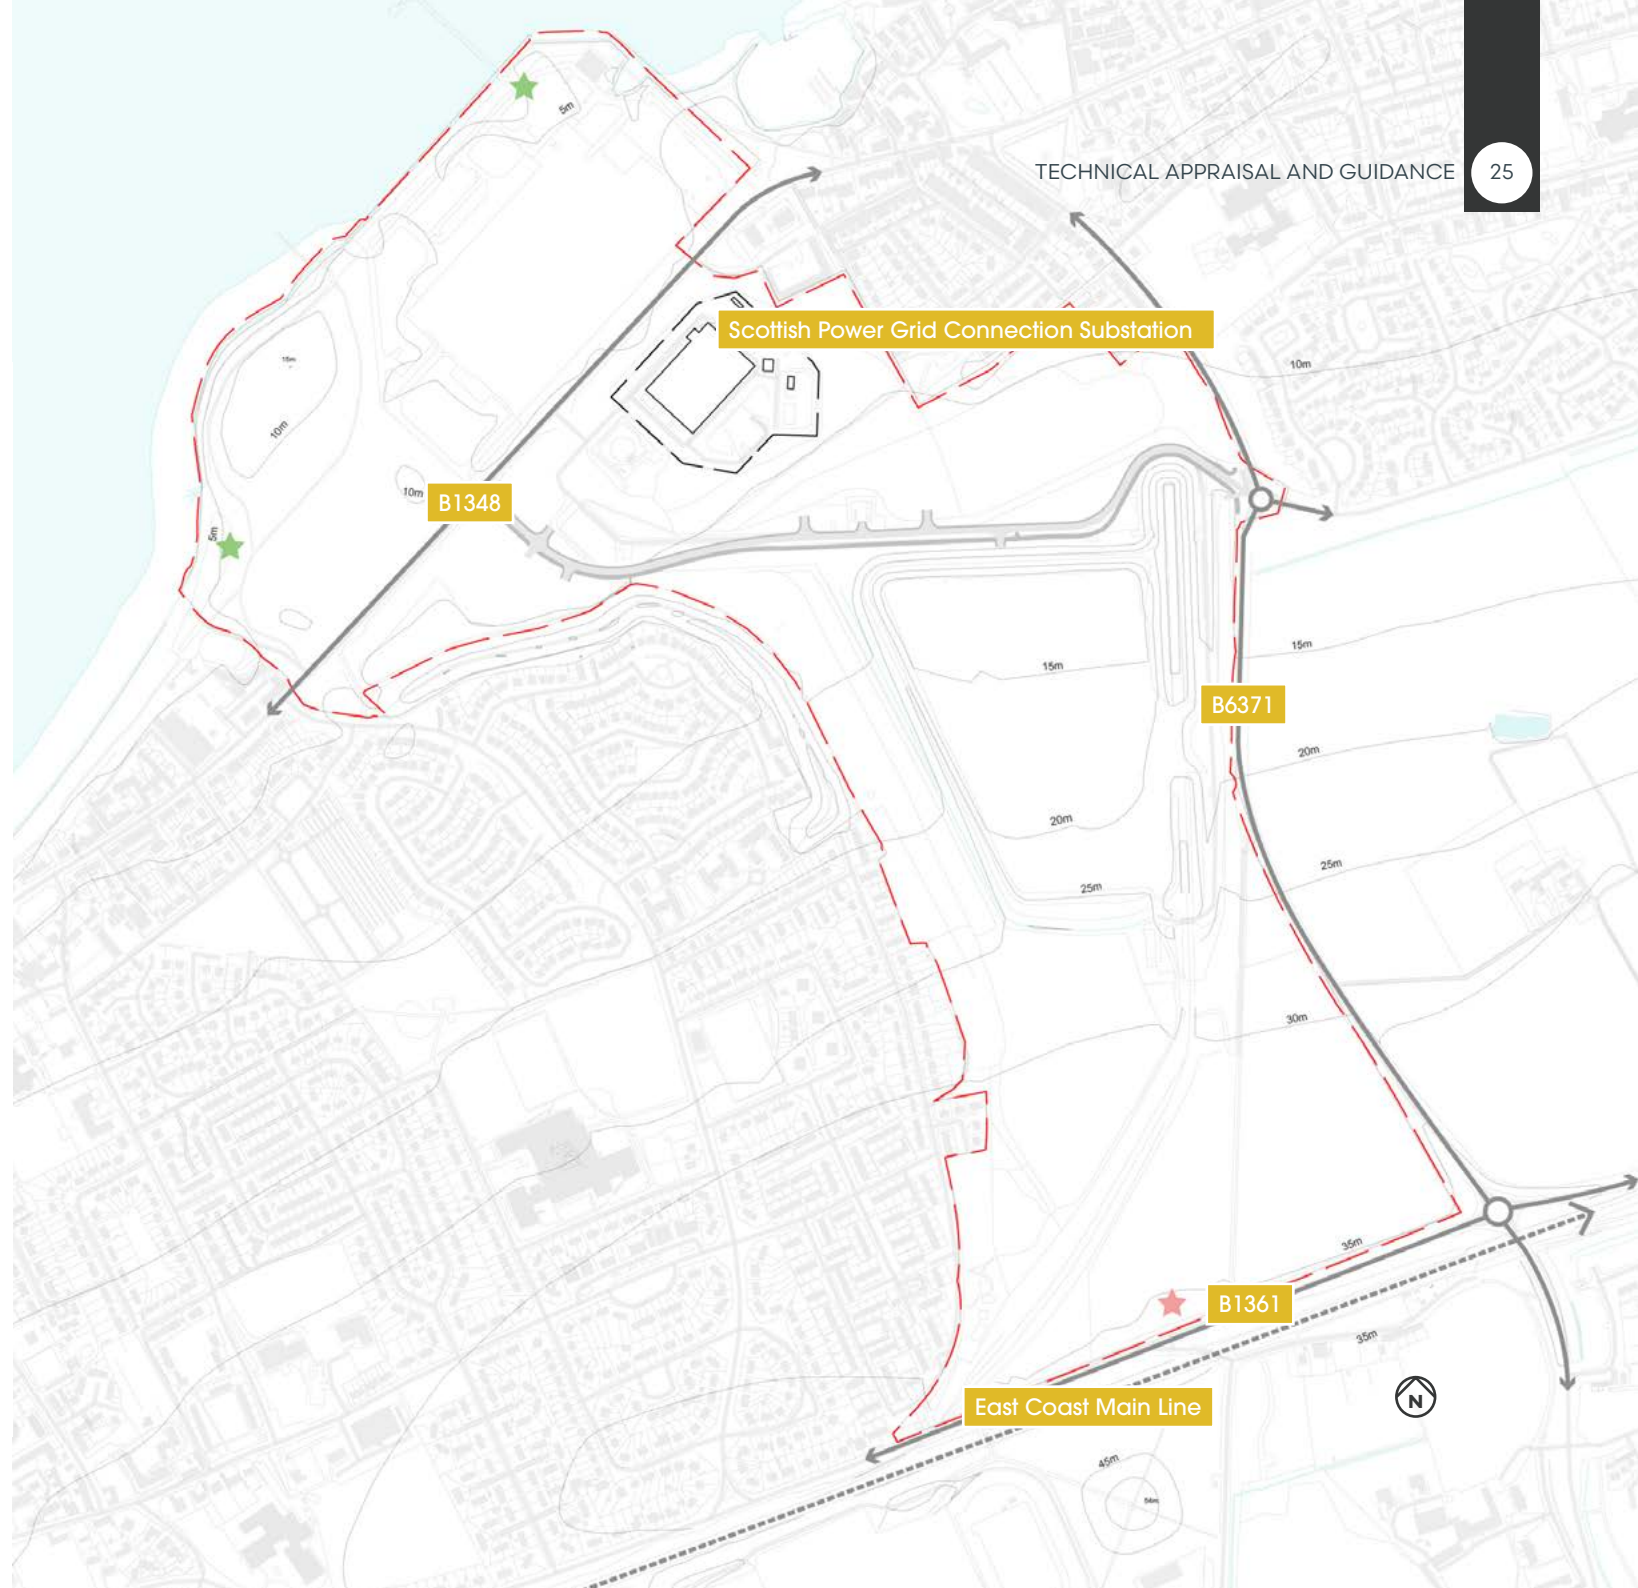 TECHNICAL APPRAISAL AND GUIDANCE
25
5m
Scottish Power Grid Connection Substation
15m
10m
10m
10m
B1348
5m
15m
15m
B6371
20m
20m
25m
25m
30m
35m
B1361
35m
East Coast Main Line
N
45m